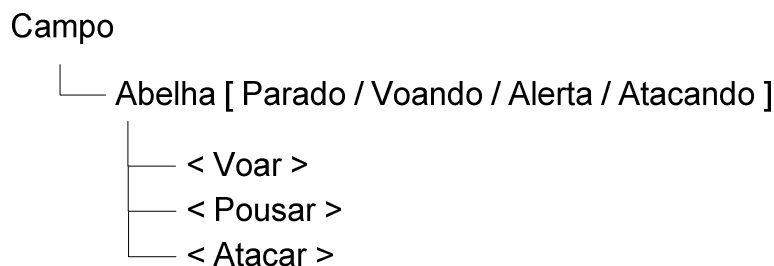 Campo
Abelha [ Parado / Voando / Alerta / Atacando ]
< Voar >
< Pousar >
< Atacar >